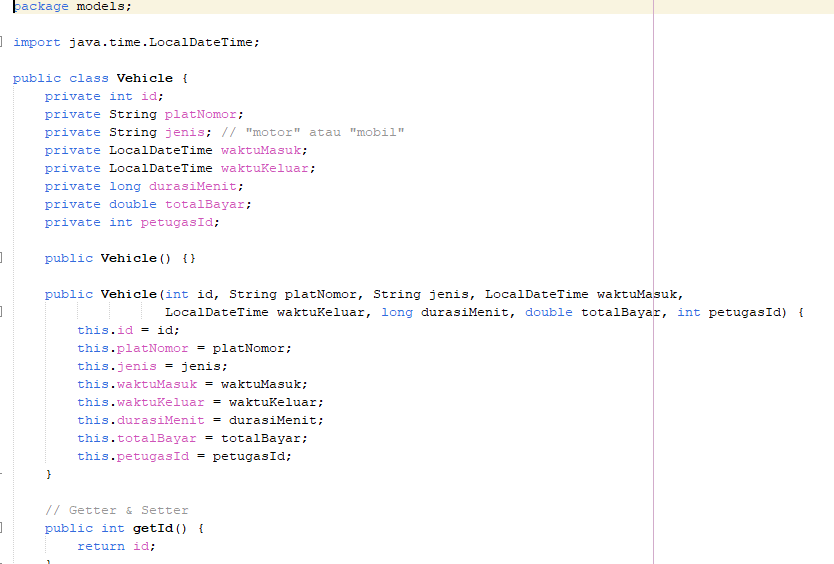 package models;
import java.time.LocalDateTime;
public class Vehicle {
private int id;
private String platNomor;
private String jenis; // "motor" atau "mobil"
private LocalDateTime waktuMasuk;
private LocalDateTime waktuKeluar;
private long durasiMenit;
private double totalBayar;
private int petugasId;
public Vehicle() {}
public Vehicle(int id, String platNomor, String jenis, LocalDateTime waktuMasuk,
LocalDateTime waktuKeluar, long durasiMenit, double totalBayar, int petugasId) {
this.id = id;
this.platNomor = platNomor;
this.jenis = jenis;
this.waktuMasuk = waktuMasuk;
this.waktuKeluar = waktuKeluar;
this.durasiMenit = durasiMenit;
this.totalBayar = totalBayar;
this.petugasId = petugasId;
}
// Getter & Setter
public int getId() {
return id;
}